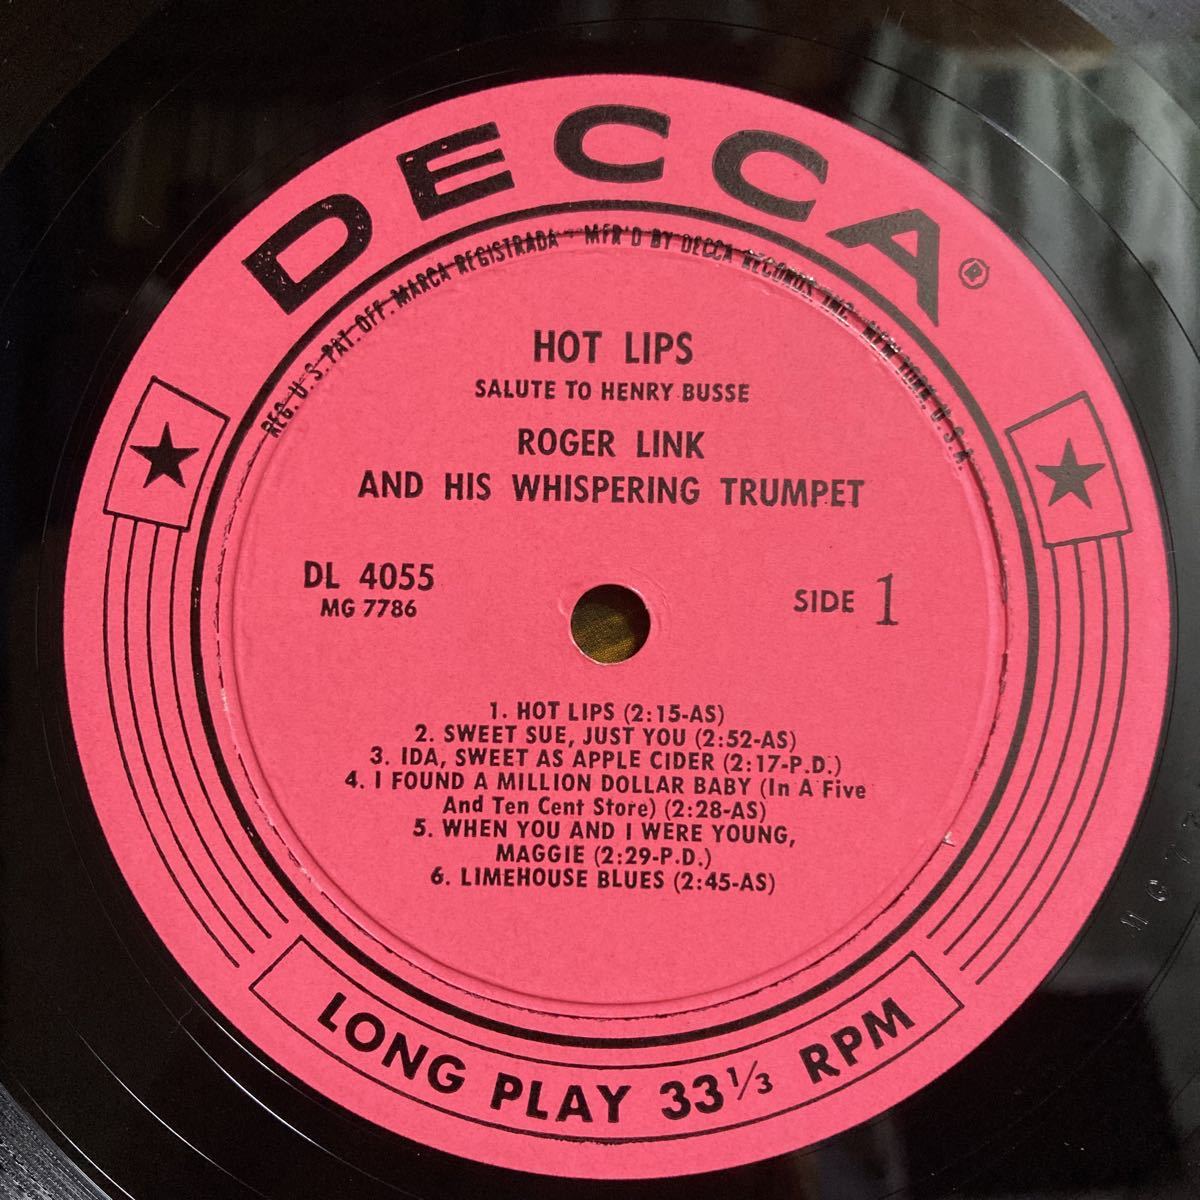 DECCA®
REG. U.S. PAT. OFF. MARCA REGISTRADA · MFR'D BY DECCA RECORDS, INC., NEW YORK, U.S.A.
HOT LIPS
SALUTE TO HENRY BUSSE
ROGER LINK
AND HIS WHISPERING TRUMPET
DL 4055
MG 7786
SIDE 1
1. HOT LIPS (2:15-AS)
2. SWEET SUE, JUST YOU (2:52-AS)
3. IDA, SWEET AS APPLE CIDER (2:17-P.D.)
4. I FOUND A MILLION DOLLAR BABY (In A Five
And Ten Cent Store) (2:28-AS)
5. WHEN YOU AND I WERE YOUNG,
MAGGIE (2:29-P.D.)
6. LIMEHOUSE BLUES (2:45-AS)
LONG PLAY 33 1/3 RPM